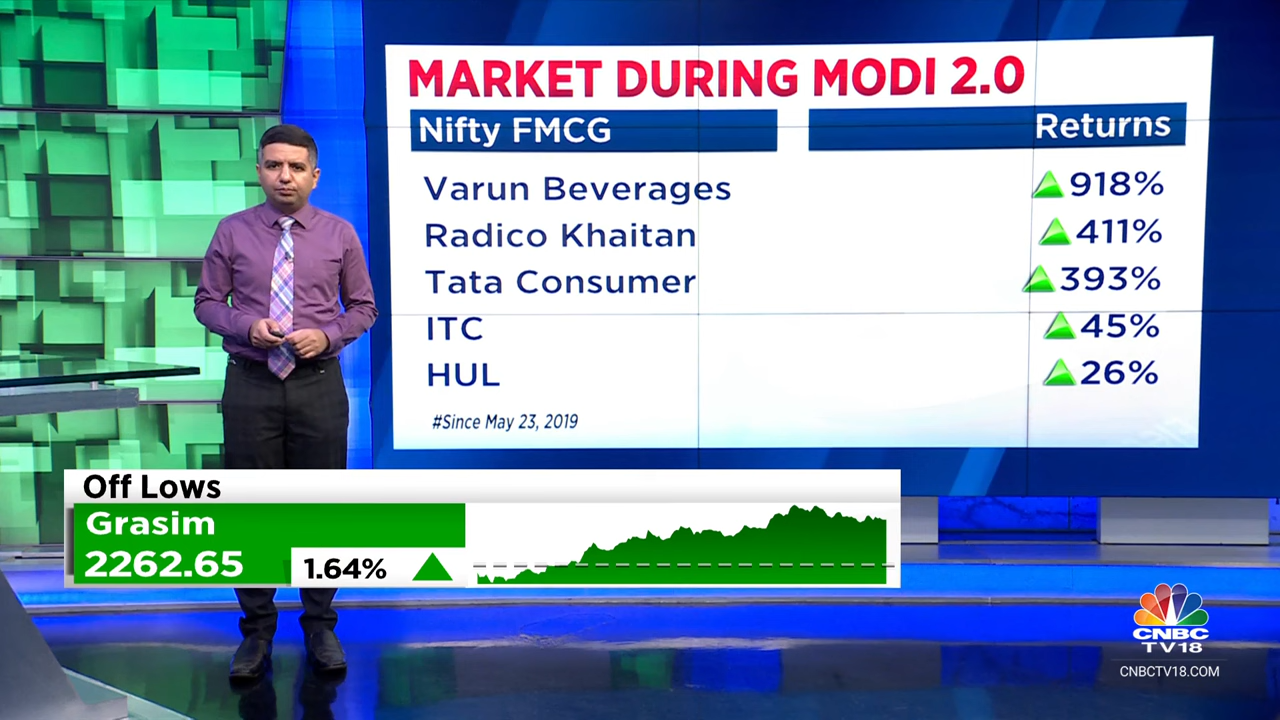 MARKET DURING MODI 2.0
Nifty FMCG Returns
Varun Beverages 918%
Radico Khaitan 411%
Tata Consumer 393%
ITC 45%
HUL 26%
#Since May 23, 2019
Off Lows
Grasim
2262.65 1.64%
CNBC
TV18
CNBCTV18.COM